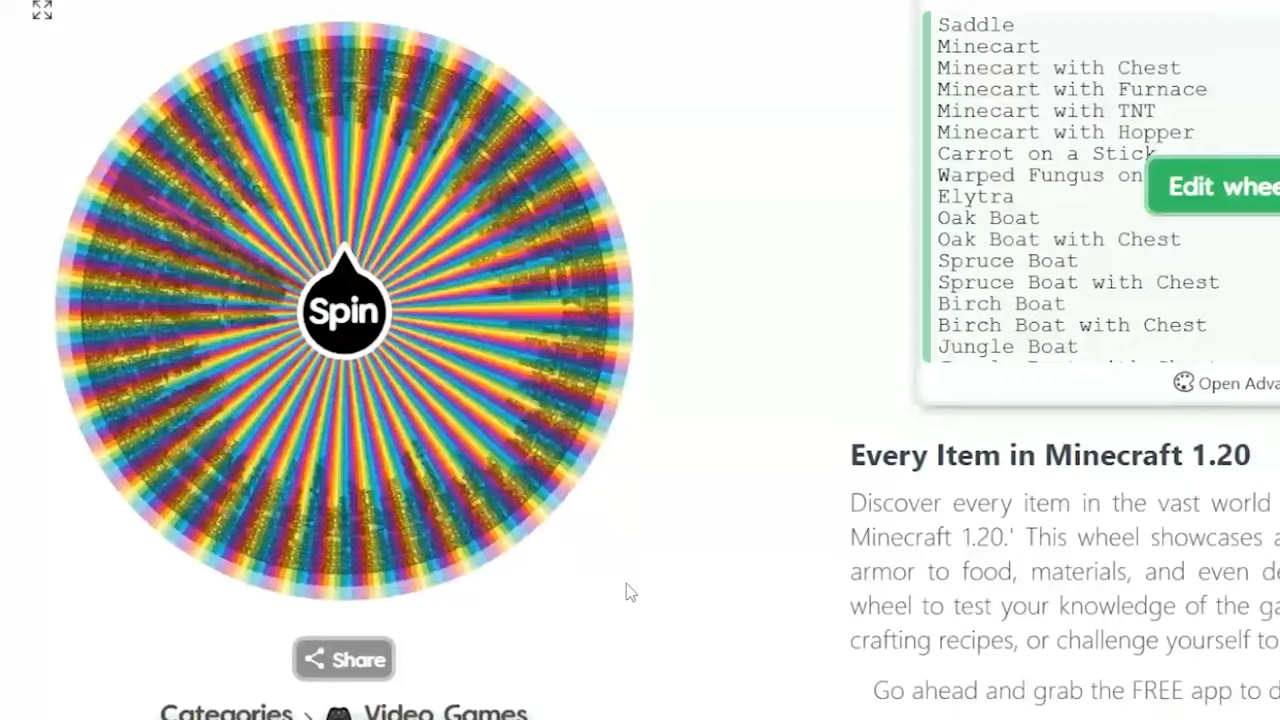 Spin
Share
Categories > Video Games
Saddle
Minecart
Minecart with Chest
Minecart with Furnace
Minecart with TNT
Minecart with Hopper
Carrot on a Stick
Warped Fungus on
Elytra
Oak Boat
Oak Boat with Chest
Spruce Boat
Spruce Boat with Chest
Birch Boat
Birch Boat with Chest
Jungle Boat
Edit whee
Open Adva
Every Item in Minecraft 1.20
Discover every item in the vast world
Minecraft 1.20.' This wheel showcases a
armor to food, materials, and even de
wheel to test your knowledge of the ga
crafting recipes, or challenge yourself to
Go ahead and grab the FREE app to d